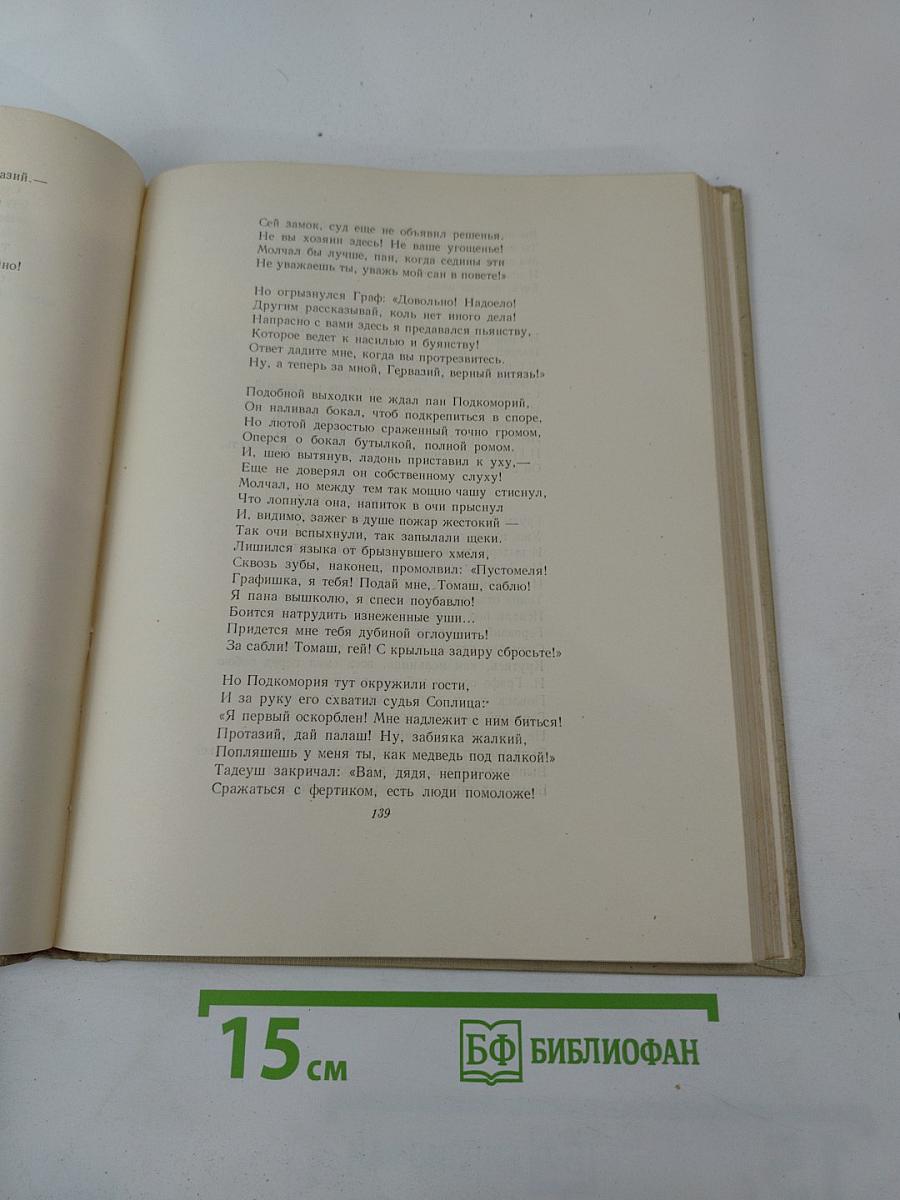 азий.—
но!
Сей замок, суд еще не объявил решенья.
Не вы хозяин здесь! Не ваше угощенье!
Молчал бы лучше, пан, когда седины эти
Не уважаешь ты, уважь мой сан в повете!»
Но огрызнулся Граф: «Довольно! Надоело!
Другим рассказывай, коль нет иного дела!
Напрасно с вами здесь я предавался пьянству,
Которое ведет к насилью и буянству!
Ответ дадите мне, когда вы протрезвитесь.
Ну, а теперь за мной, Гервазий, верный витязь!»
Подобной выходки не ждал пан Подкоморий,
Он наливал бокал, чтоб подкрепиться в споре,
Но лютой дерзостью сраженный точно громом,
Оперся о бокал бутылкой, полной ромом.
И, шею вытянув, ладонь приставил к уху,—
Еще не доверял он собственному слуху!
Молчал, но между тем так мощно чашу стиснул,
Что лопнула она, напиток в очи прыснул
И, видимо, зажег в душе пожар жестокий —
Так очи вспыхнули, так запылали щеки.
Лишился языка от брызнувшего хмеля,
Сквозь зубы, наконец, промолвил: «Пустомеля!
Графишка, я тебя! Подай мне, Томаш, саблю!
Я пана вышколю, я спеси поубавлю!
Боится натрудить изнеженные уши...
Придется мне тебя дубиной оглоушить!
За сабли! Томаш, гей! С крыльца задиру сбросьте!»
Но Подкомория тут окружили гости,
И за руку его схватил судья Соплица:
«Я первый оскорблен! Мне надлежит с ним биться!
Протазий, дай палаш! Ну, забияка жалкий,
Попляшешь у меня ты, как медведь под палкой!»
Тадеуш закричал: «Вам, дядя, непригоже
Сражаться с фертиком, есть люди помоложе!
139
15 см
БФ БИБЛИОФАН